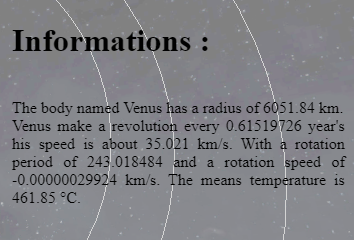 Informations :
The body named Venus has a radius of 6051.84 km.
Venus make a revolution every 0.61519726 year's
his speed is about 35.021 km/s. With a rotation
period of 243.018484 and a rotation speed of
-0.00000029924 km/s. The means temperature is
461.85 °C.